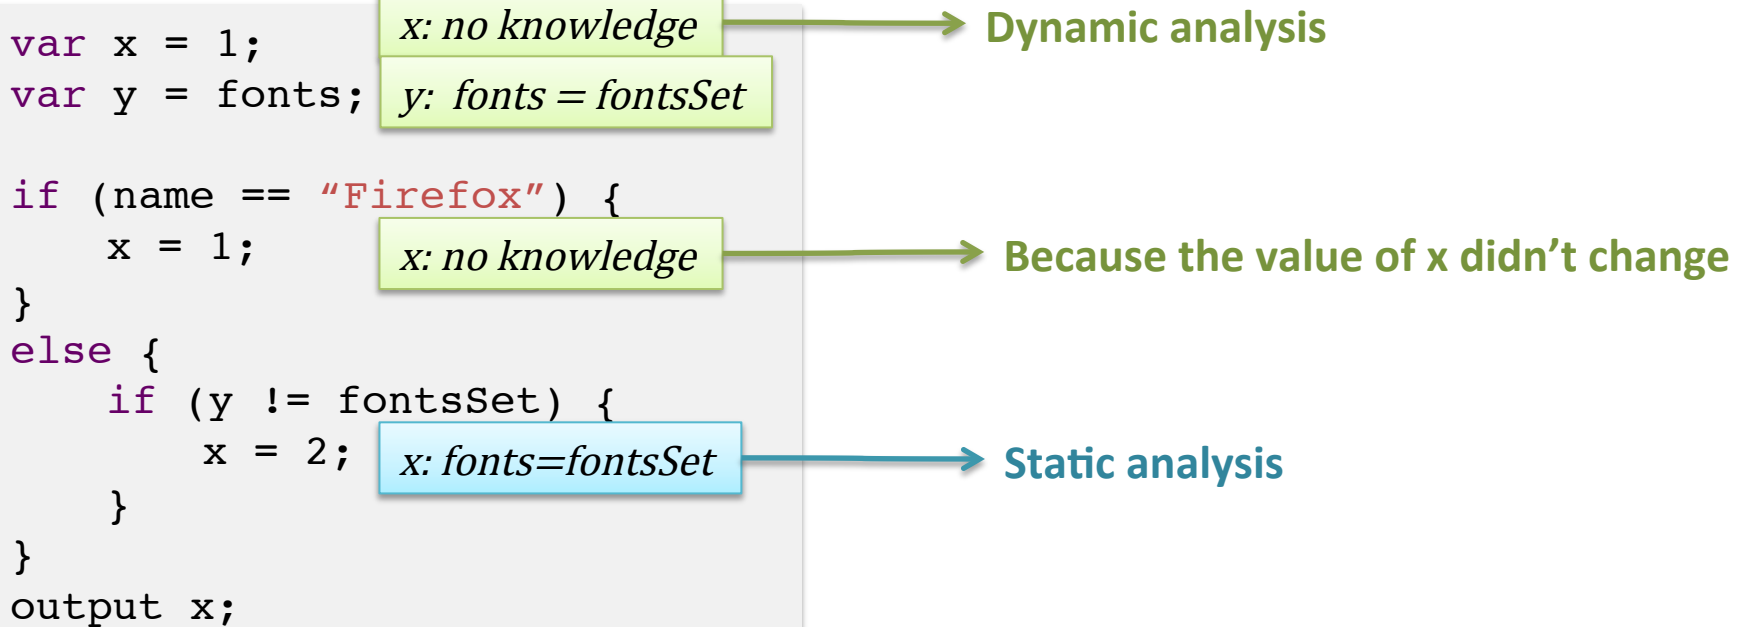 var x = 1; x: no knowledge Dynamic analysis
var y = fonts; y: fonts = fontsSet
if (name == “Firefox”) {
x = 1; x: no knowledge Because the value of x didn’t change
}
else {
if (y != fontsSet) {
x = 2; x: fonts=fontsSet Static analysis
}
}
output x;